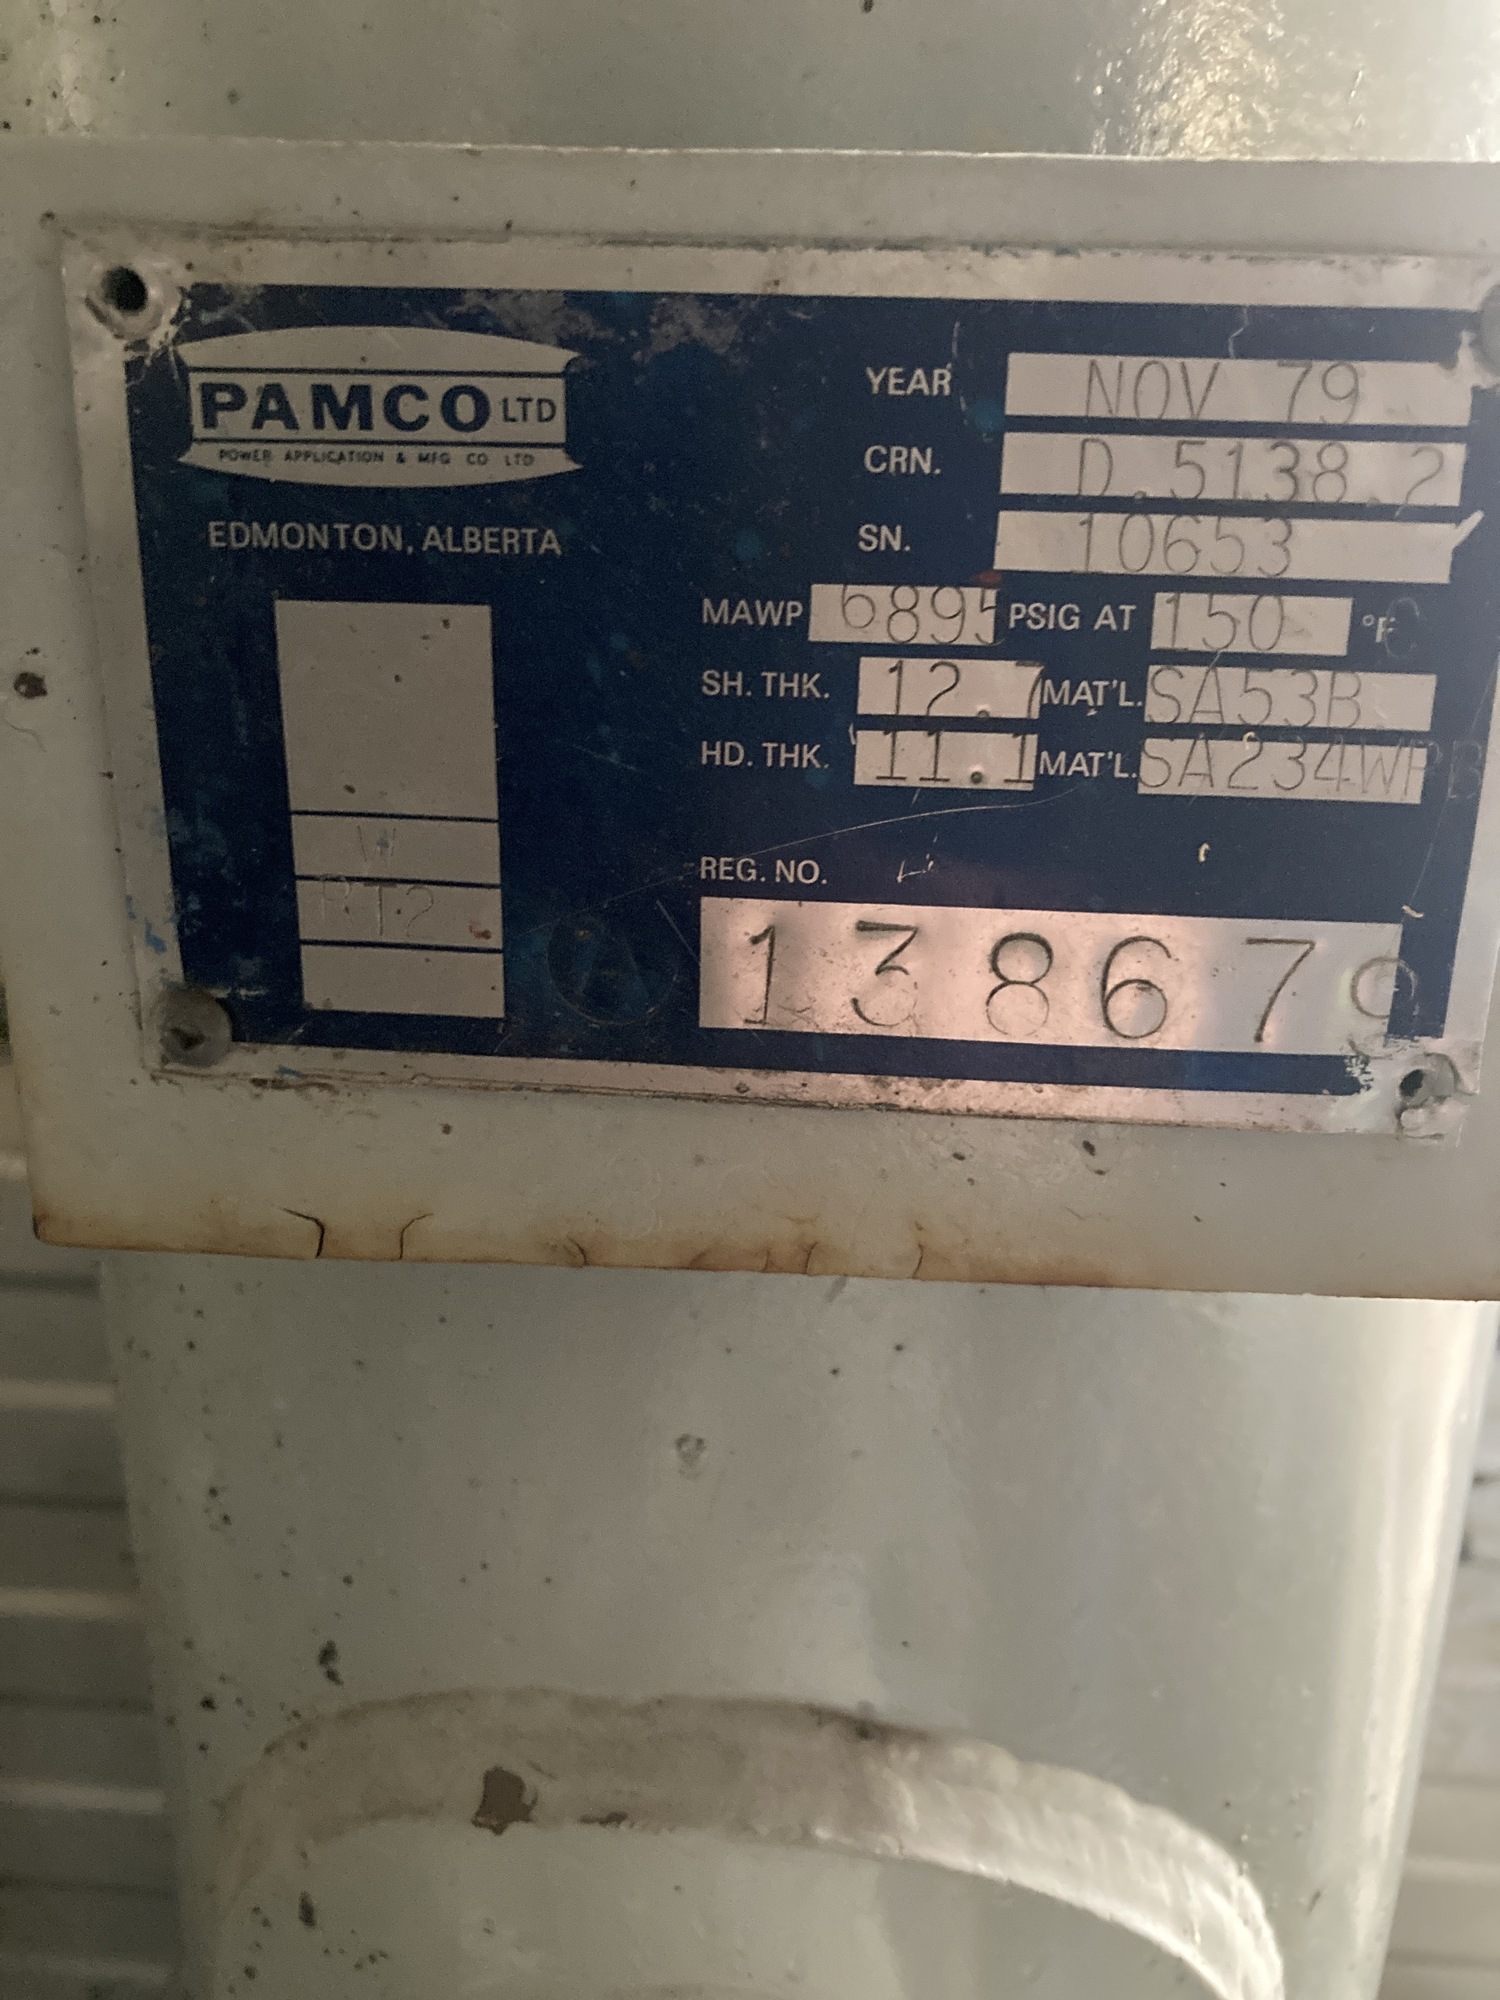 PAMCO LTD
POWER APPLICATION & MFG CO LTD
EDMONTON, ALBERTA
YEAR NOV 79
CRN. D.5138.2
SN. 10653
MAWP 6895 PSIG AT 150 °F C
SH. THK. 12.7 MAT'L. SA53B
HD. THK. 11.1 MAT'L. SA234WPB
W
RT2
REG. NO.
138679